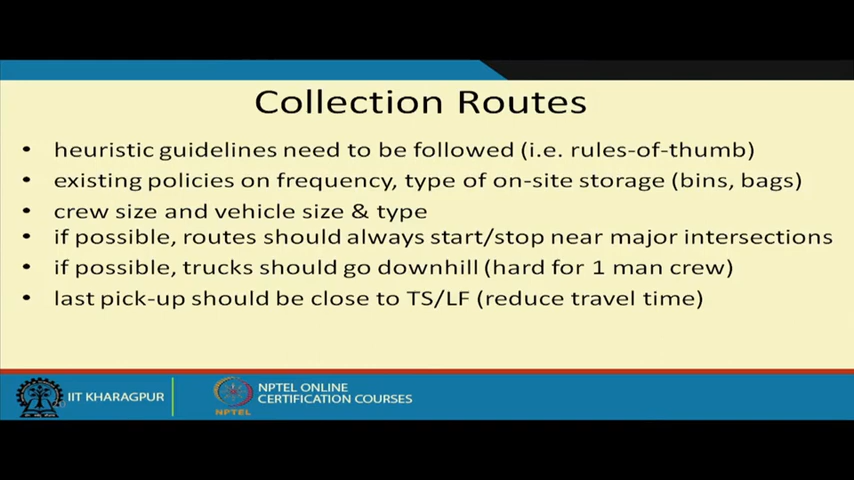 Collection Routes
• heuristic guidelines need to be followed (i.e. rules-of-thumb)
• existing policies on frequency, type of on-site storage (bins, bags)
• crew size and vehicle size & type
• if possible, routes should always start/stop near major intersections
• if possible, trucks should go downhill (hard for 1 man crew)
• last pick-up should be close to TS/LF (reduce travel time)
IIT KHARAGPUR
NPTEL
NPTEL ONLINE
CERTIFICATION COURSES